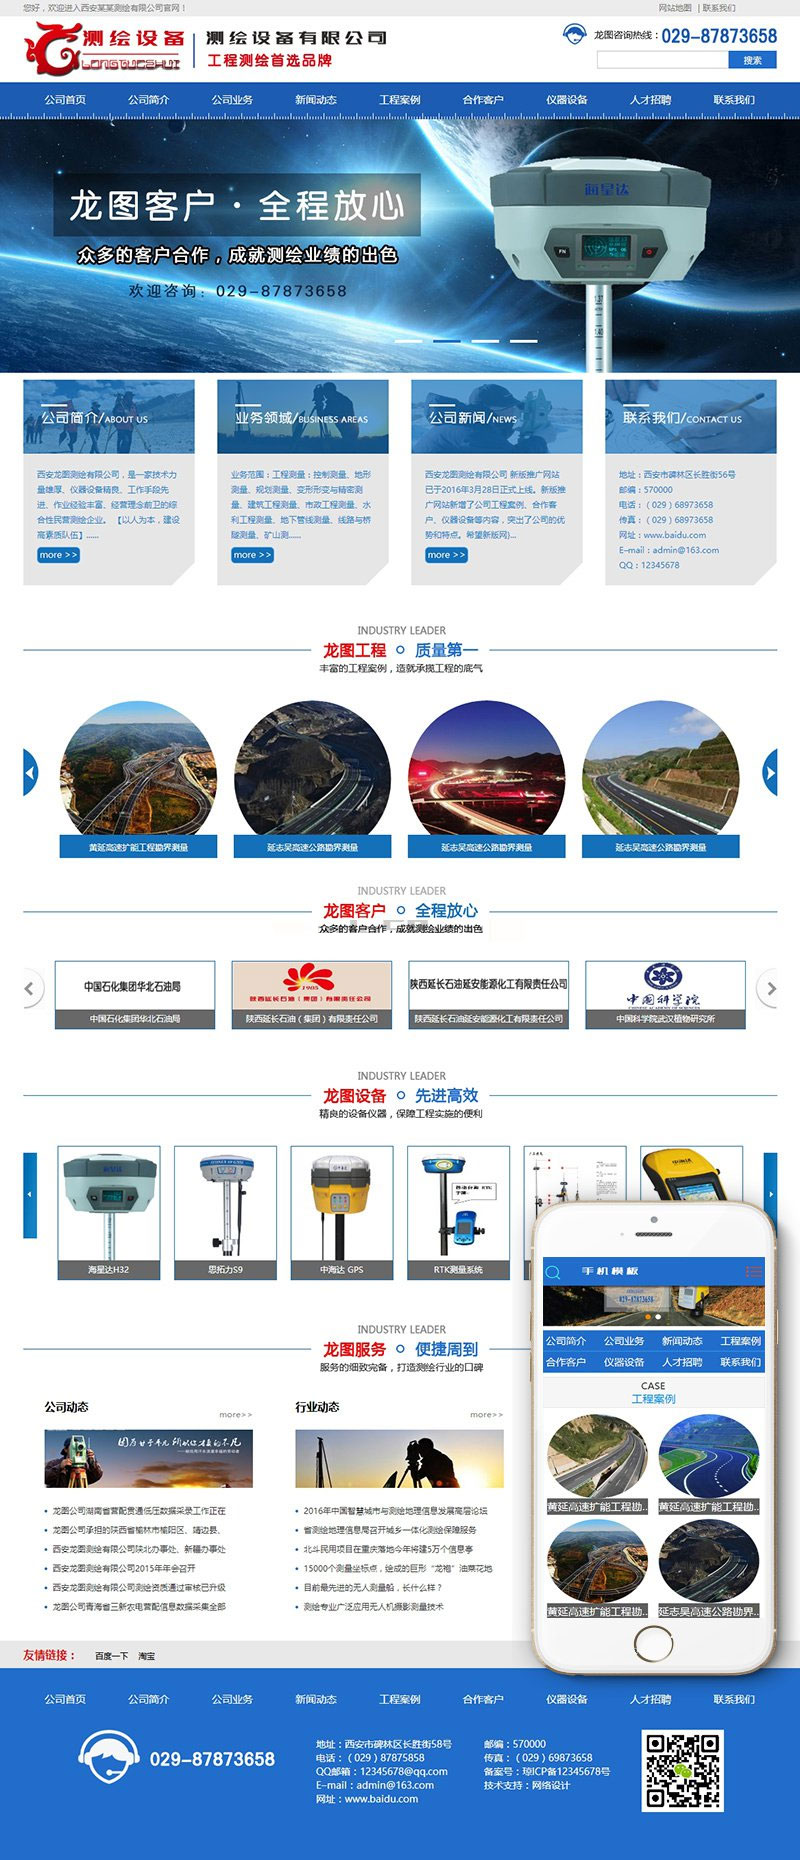 您好，欢迎进入西安某某测绘有限公司官网！
网站地图 | 联系我们
测绘设备
LONGTUCEHUI
测绘设备有限公司
工程测绘首选品牌
龙图咨询热线：029-87873658
搜索
公司首页 公司简介 公司业务 新闻动态 工程案例 合作客户 仪器设备 人才招聘 联系我们
龙图客户·全程放心
众多的客户合作，成就测绘业绩的出色
欢迎咨询：029-87873658
海星达
FN
公司简介/ABOUT US
西安龙图测绘有限公司，是一家技术力
量雄厚、仪器设备精良、工作手段先
进、作业经验丰富、经营理念前卫的综
合性民营测绘企业。 【以人为本，建设
高素质队伍】......
more >>
业务领域/BUSINESS AREAS
业务范围：工程测量：控制测量、地形
测量、规划测量、变形形变与精密测
量、建筑工程测量、市政工程测量、水
利工程测量、地下管线测量、线路与桥
隧测量、矿山测......
more >>
公司新闻/NEWS
西安龙图测绘有限公司 新版推广网站
已于2016年3月28日正式上线。新版推
广网站新增了公司工程案例、合作客
户、仪器设备等内容，突出了公司的优
势和特点。希望新版网}...
more >>
联系我们/CONTACT US
地址：西安市碑林区长胜街56号
邮编：570000
电话：（029）68973658
传真：（029）68973658
网址：www.baidu.com
E-mail：admin@163.com
QQ：12345678
INDUSTRY LEADER
龙图工程 质量第一
丰富的工程案例，造就承揽工程的底气
黄延高速扩能工程勘界测量
延志吴高速公路勘界测量
延志吴高速公路勘界测量
延志吴高速公路勘界测量
INDUSTRY LEADER
龙图客户 全程放心
众多的客户合作，成就测绘业绩的出色
中国石化集团华北石油局
中国石化集团华北石油局
1905
陕西延长石油（集团）有限责任公司
陕西延长石油（集团）有限责任公司
陕西延长石油延安能源化工有限责任公司
陕西延长石油延安能源化工有限责任公司
中国科学院
CHINESE ACADEMY OF SCIENCES
中国科学院武汉植物研究所
INDUSTRY LEADER
龙图设备 先进高效
精良的设备仪器，保障工程实施的便利
海星达H32
思拓力S9
中海达 GPS
RTK测量系统
INDUSTRY LEADER
龙图服务 便捷周到
服务的细致完备，打造测绘行业的口碑
公司动态
more>>
因为甘于平凡 所以才真的不凡
龙图公司湖南省营配贯通低压数据采录工作正在
龙图公司承担的陕西省榆林市榆阳区、靖边县、
西安龙图测绘有限公司陕北办事处、新疆办事处
西安龙图测绘有限公司2015年年会召开
西安龙图测绘有限公司测绘资质通过审核已升级
龙图公司青海省三新农电营配信息数据采集全部
行业动态
more>>
2016年中国智慧城市与测绘地理信息发展高层论坛
省测绘地理信息局召开城乡一体化测绘保障服务
北斗民用项目在重庆落地今年将建5万个信息亭
15000个测量坐标点，绘成的巨形“龙袍”油菜花地
目前最先进的无人测量船，长什么样？
测绘专业广泛应用无人机摄影测量技术
手机模板
029-87873658
公司简介 公司业务 新闻动态 工程案例
合作客户 仪器设备 人才招聘 联系我们
CASE
工程案例
黄延高速扩能工程勘..
黄延高速扩能工程勘..
黄延高速扩能工程勘..
延志吴高速公路勘界..
友情链接： 百度一下 淘宝
公司首页 公司简介 公司业务 新闻动态 工程案例 合作客户 仪器设备 人才招聘 联系我们
029-87873658
地址：西安市碑林区长胜街58号
电话：（029）87875858
QQ邮箱：12345678@qq.com
E-mail：admin@163.com
网址：www.baidu.com
邮编：570000
传真：（029）69873658
备案号：琼ICP备12345678号
技术支持：网络设计